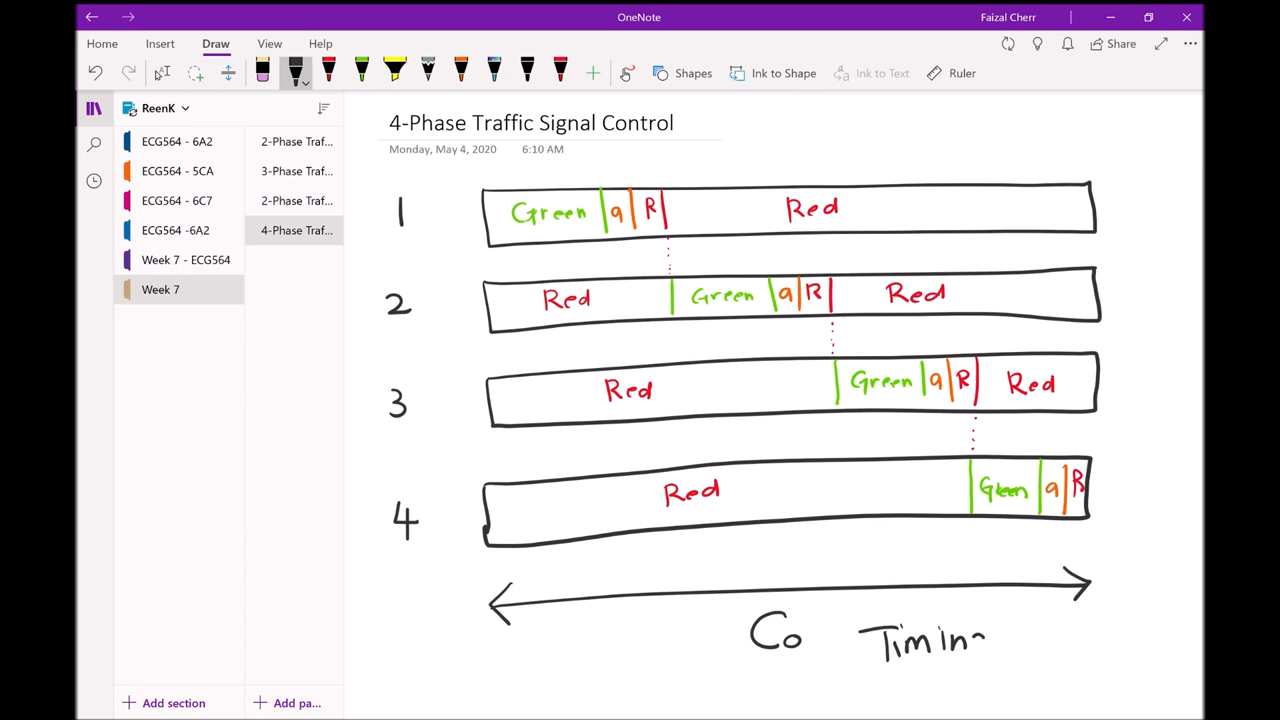 OneNote
Faizal Cherr
Home Insert Draw View Help
Share
Shapes Ink to Shape Ink to Text Ruler
ReenK
ECG564 - 6A2
ECG564 - 5CA
ECG564 - 6C7
ECG564 -6A2
Week 7 - ECG564
Week 7
2-Phase Traf...
3-Phase Traf...
2-Phase Traf...
4-Phase Traf...
Add section
Add pa...
4-Phase Traffic Signal Control
Monday, May 4, 2020 6:10 AM
1 Green a R Red
2 Red Green a R Red
3 Red Green a R Red
4 Red Green a R
Co Timin